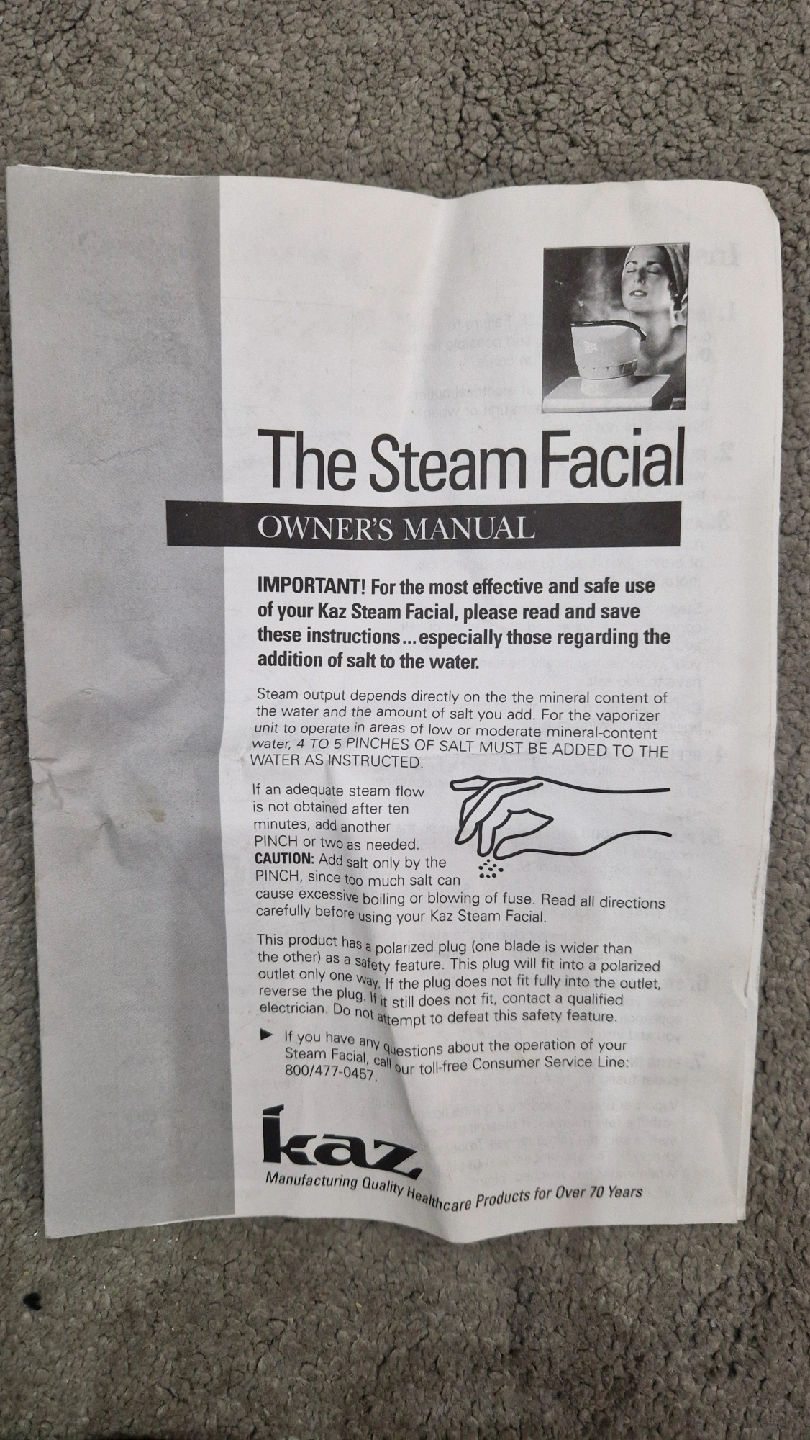 The Steam Facial
OWNER'S MANUAL
IMPORTANT! For the most effective and safe use
of your Kaz Steam Facial, please read and save
these instructions...especially those regarding the
addition of salt to the water.
Steam output depends directly on the the mineral content of
the water and the amount of salt you add. For the vaporizer
unit to operate in areas of low or moderate mineral-content
water, 4 TO 5 PINCHES OF SALT MUST BE ADDED TO THE
WATER AS INSTRUCTED.
If an adequate steam flow
is not obtained after ten
minutes, add another
PINCH or two as needed.
CAUTION: Add salt only by the
PINCH, since too much salt can
cause excessive boiling or blowing of fuse. Read all directions
carefully before using your Kaz Steam Facial.
This product has a polarized plug (one blade is wider than
the other) as a safety feature. This plug will fit into a polarized
outlet only one way. If the plug does not fit fully into the outlet,
reverse the plug. If it still does not fit, contact a qualified
electrician. Do not attempt to defeat this safety feature.
► If you have any questions about the operation of your
Steam Facial, call our toll-free Consumer Service Line:
800/477-0457.
kaz
Manufacturing Quality Healthcare Products for Over 70 Years